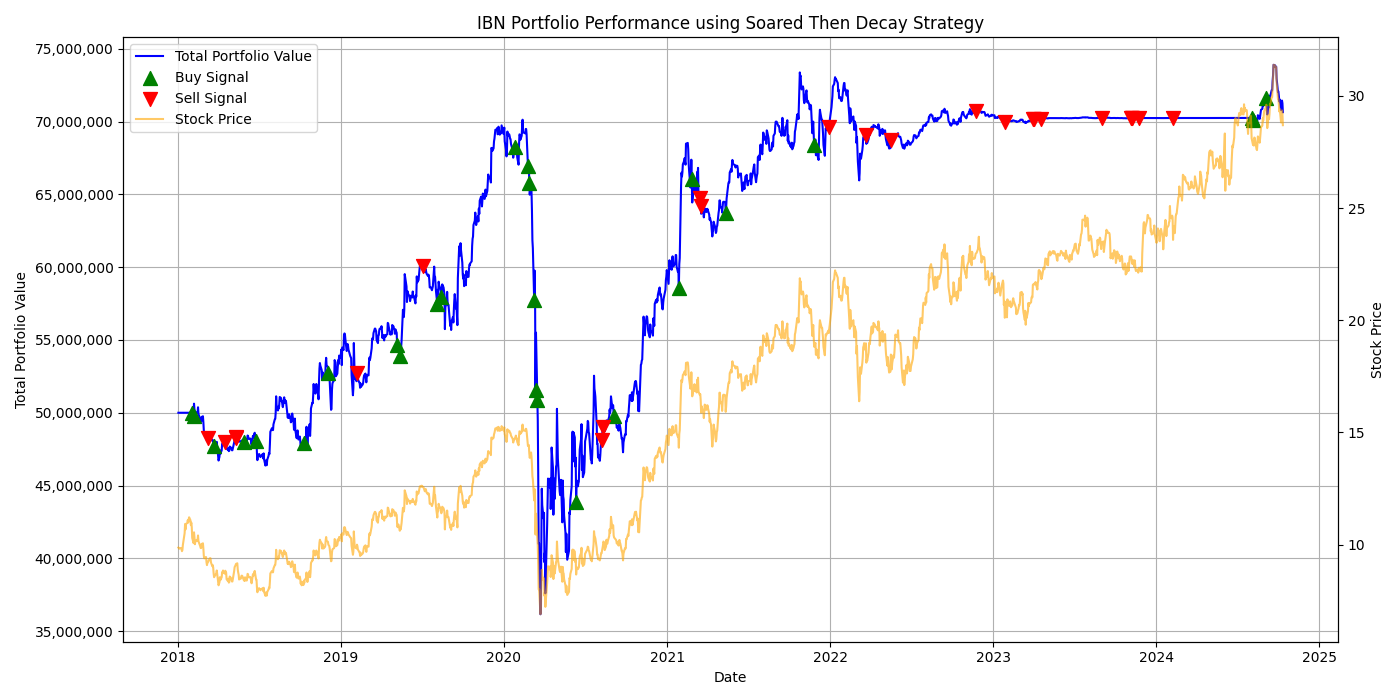 IBN Portfolio Performance using Soared Then Decay Strategy
Total Portfolio Value
Buy Signal
Sell Signal
Stock Price
75,000,000
70,000,000
65,000,000
60,000,000
55,000,000
50,000,000
45,000,000
40,000,000
35,000,000
Total Portfolio Value
30
25
20
15
10
Stock Price
2018
2019
2020
2021
2022
2023
2024
2025
Date